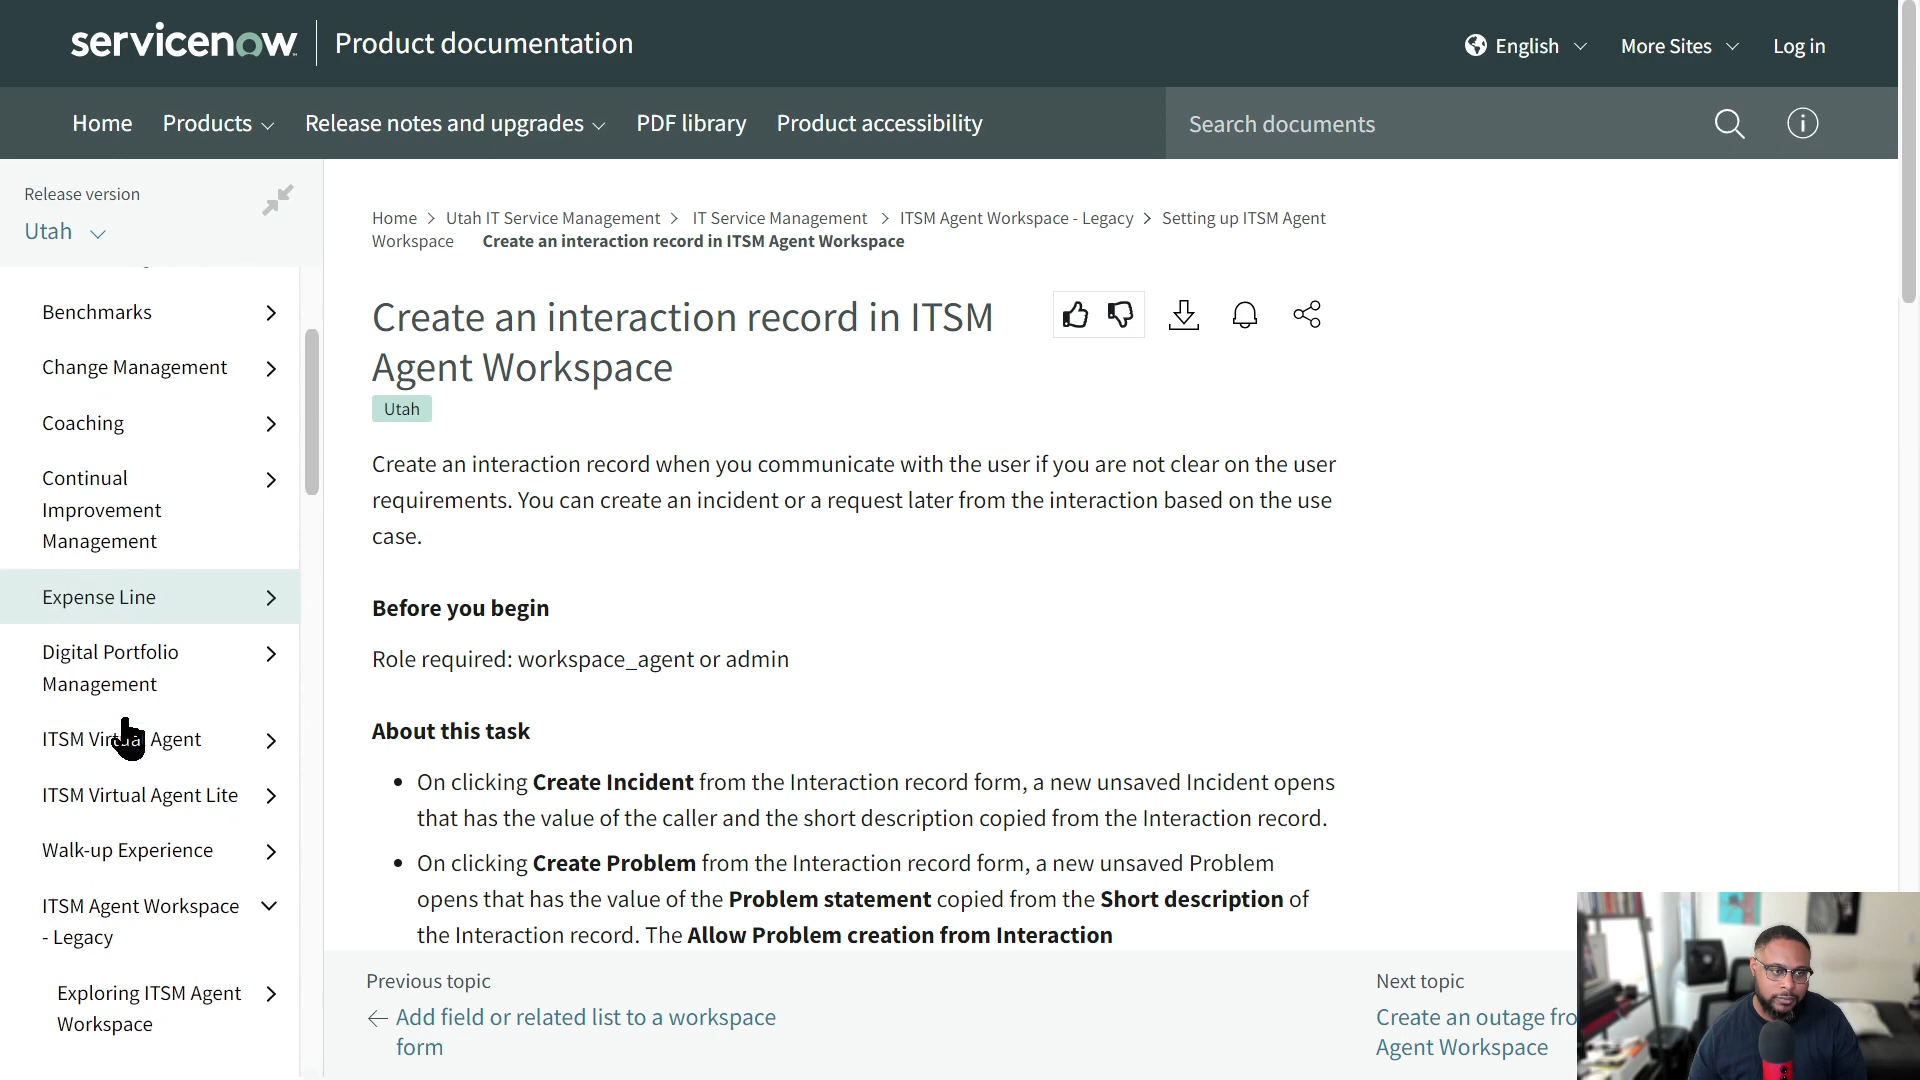 servicenow
Product documentation
English
More Sites
Log in
Home
Products
Release notes and upgrades
PDF library
Product accessibility
Search documents
Release version
Utah
Benchmarks
Change Management
Coaching
Continual
Improvement
Management
Expense Line
Digital Portfolio
Management
ITSM Virtual Agent
ITSM Virtual Agent Lite
Walk-up Experience
ITSM Agent Workspace
- Legacy
Exploring ITSM Agent
Workspace
Home > Utah IT Service Management > IT Service Management > ITSM Agent Workspace - Legacy > Setting up ITSM Agent
Workspace Create an interaction record in ITSM Agent Workspace
Create an interaction record in ITSM
Agent Workspace
Utah
Create an interaction record when you communicate with the user if you are not clear on the user
requirements. You can create an incident or a request later from the interaction based on the use
case.
Before you begin
Role required: workspace_agent or admin
About this task
• On clicking Create Incident from the Interaction record form, a new unsaved Incident opens
that has the value of the caller and the short description copied from the Interaction record.
• On clicking Create Problem from the Interaction record form, a new unsaved Problem
opens that has the value of the Problem statement copied from the Short description of
the Interaction record. The Allow Problem creation from Interaction
Previous topic
← Add field or related list to a workspace
form
Next topic
Create an outage fro
Agent Workspace